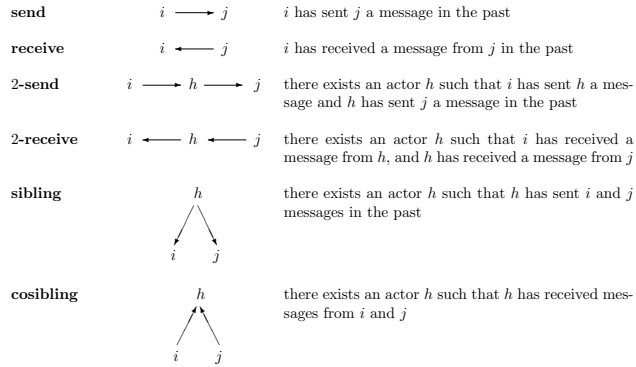 send i j i has sent j a message in the past
receive i j i has received a message from j in the past
2-send i h j there exists an actor h such that i has sent h a mes-
sage and h has sent j a message in the past
2-receive i h j there exists an actor h such that i has received a
message from h, and h has received a message from j
sibling h there exists an actor h such that h has sent i and j
messages in the past
i j
cosibling h there exists an actor h such that h has received mes-
sages from i and j
i j